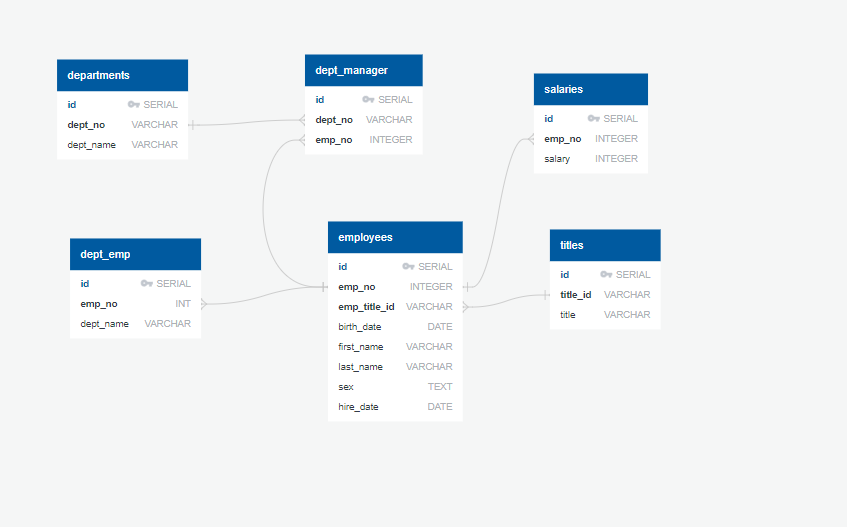 departments
id SERIAL
dept_no VARCHAR
dept_name VARCHAR
dept_manager
id SERIAL
dept_no VARCHAR
emp_no INTEGER
salaries
id SERIAL
emp_no INTEGER
salary INTEGER
dept_emp
id SERIAL
emp_no INT
dept_name VARCHAR
employees
id SERIAL
emp_no INTEGER
emp_title_id VARCHAR
birth_date DATE
first_name VARCHAR
last_name VARCHAR
sex TEXT
hire_date DATE
titles
id SERIAL
title_id VARCHAR
title VARCHAR